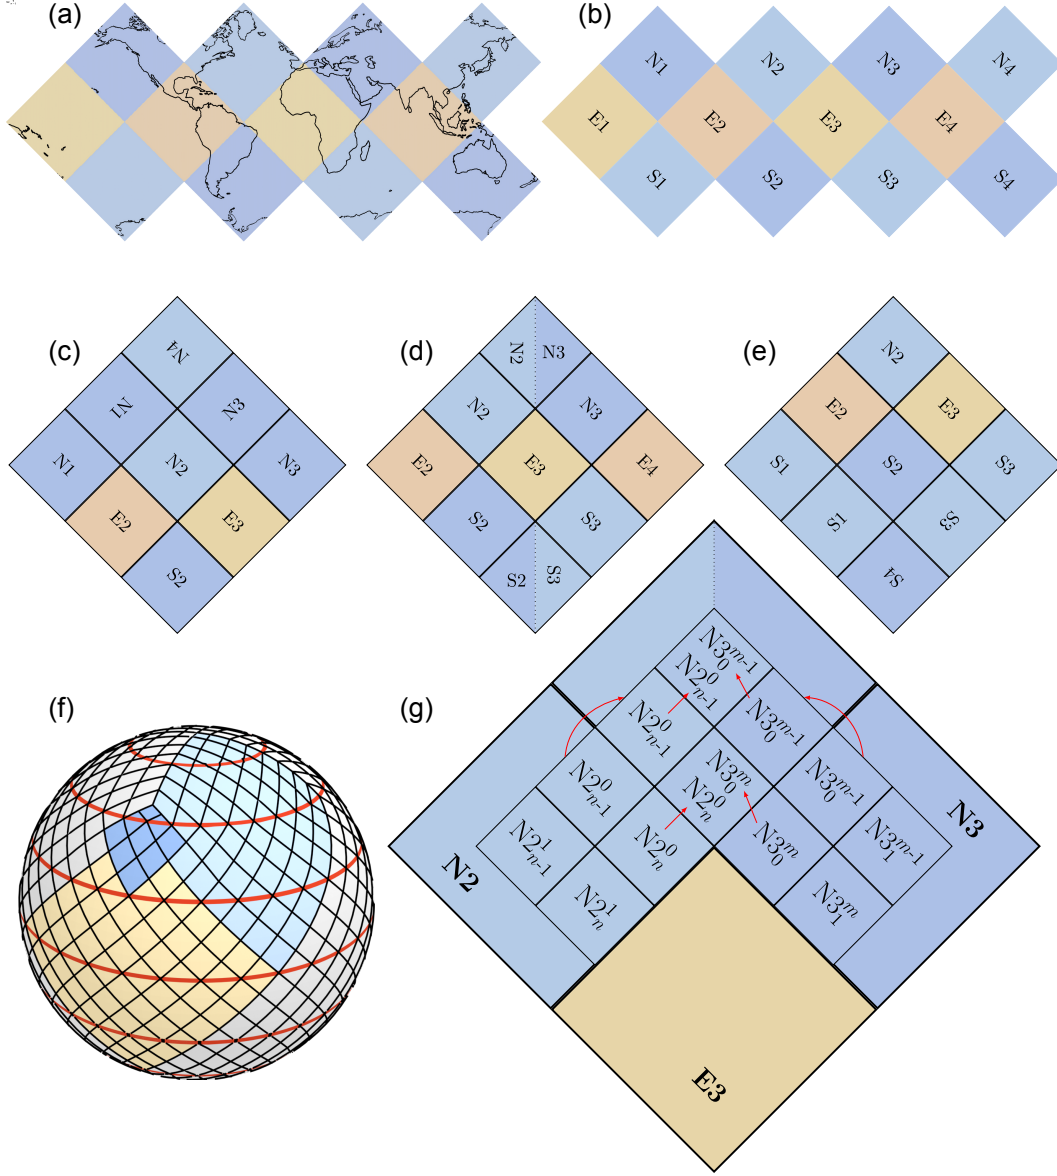 (a)
(b)
N1 N2 N3 N4
E1 E2 E3 E4
S1 S2 S3 S4
(c)
N4
N1 N3
N1 N2 N3
E2 E3
S2
(d)
N2 N3
N2 N3
E2 E3 E4
S2 S3
S2 S3
(e)
N2
E2 E3
S1 S2 S3
S1 S3
S4
(f)
(g)
N3₀ᵐ⁻¹
N2⁰ₙ₋₁
N2⁰ₙ₋₁ N3₀ᵐ⁻¹
N2⁰ₙ₋₁ N3₀ᵐ N3₀ᵐ⁻¹
N2⁰ₙ
N2¹ₙ₋₁ N2⁰ₙ N3₀ᵐ N3₁ᵐ⁻¹
N2¹ₙ N3₁ᵐ
N2 N3
E3